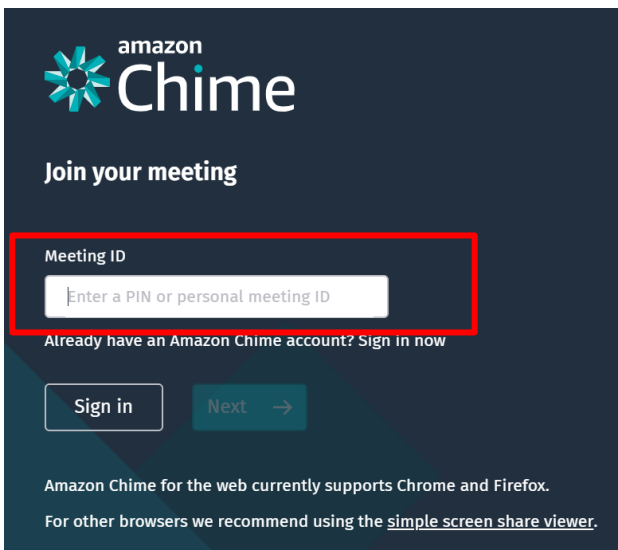 amazon
Chime
Join your meeting
Meeting ID
Enter a PIN or personal meeting ID
Already have an Amazon Chime account? Sign in now
Sign in
Next →
Amazon Chime for the web currently supports Chrome and Firefox.
For other browsers we recommend using the simple screen share viewer.